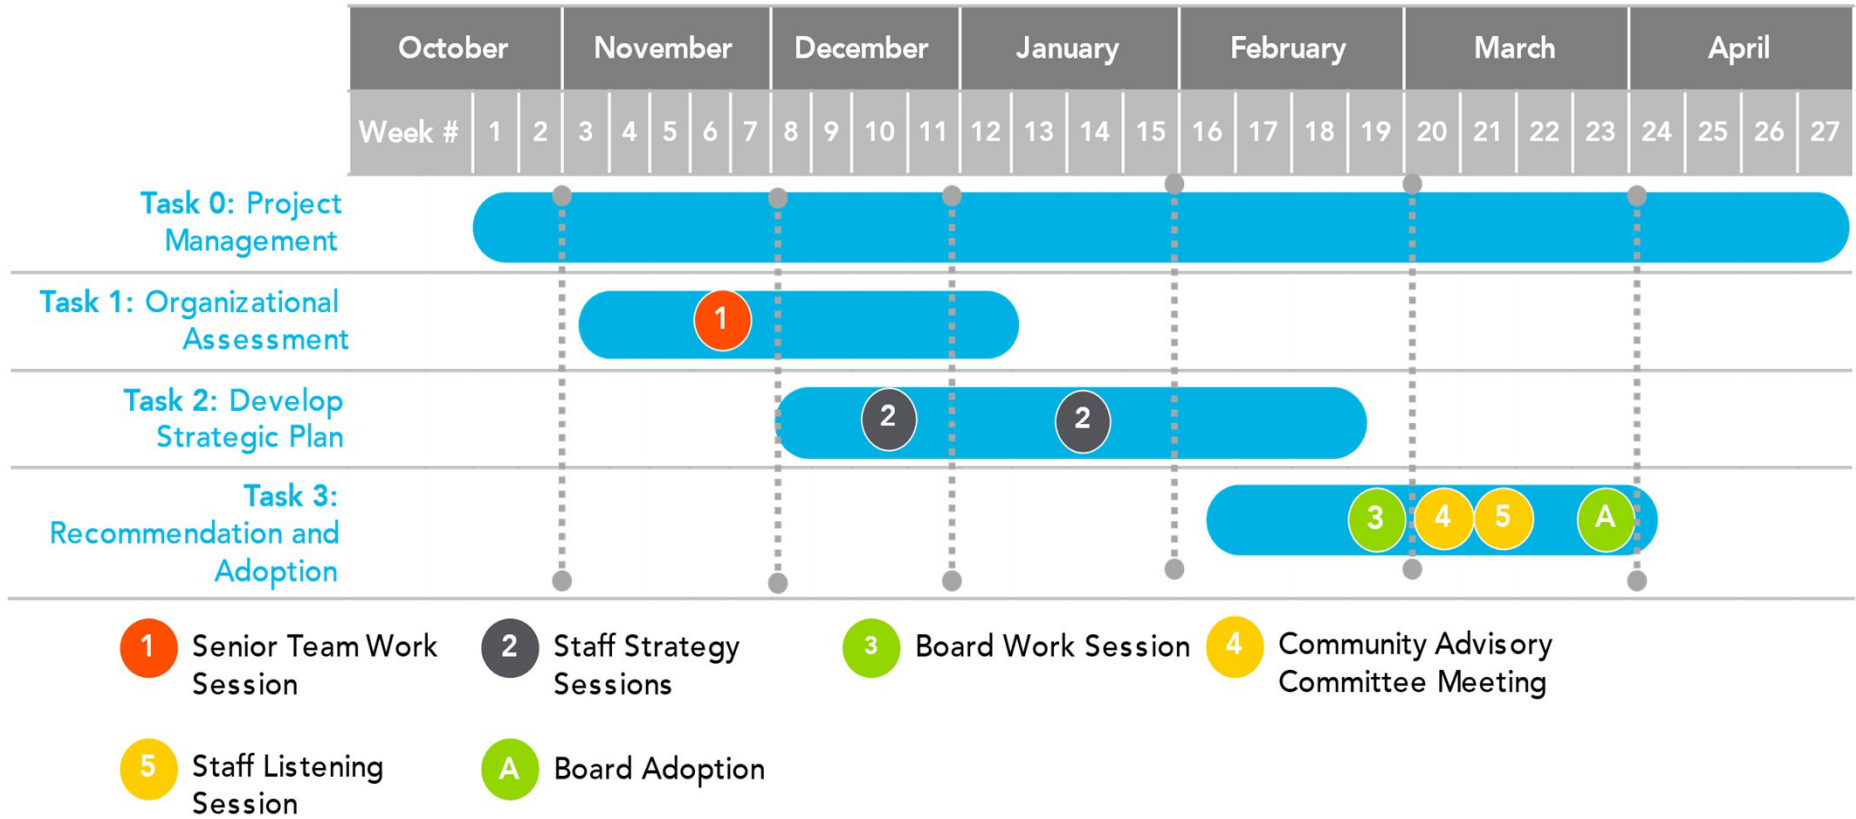 October November December January February March April
Week # 1 2 3 4 5 6 7 8 9 10 11 12 13 14 15 16 17 18 19 20 21 22 23 24 25 26 27
Task 0: Project
Management
Task 1: Organizational
Assessment
1
Task 2: Develop
Strategic Plan
2 2
Task 3:
Recommendation and
Adoption
3 4 5 A
1 Senior Team Work
Session
2 Staff Strategy
Sessions
3 Board Work Session
4 Community Advisory
Committee Meeting
5 Staff Listening
Session
A Board Adoption